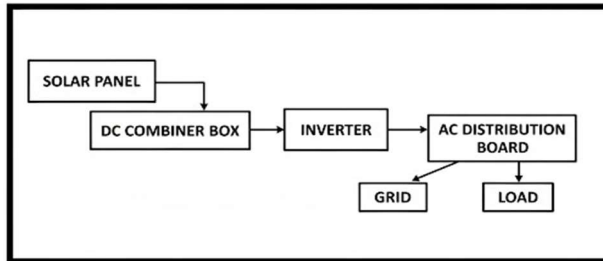 SOLAR PANEL
DC COMBINER BOX
INVERTER
AC DISTRIBUTION
BOARD
GRID
LOAD